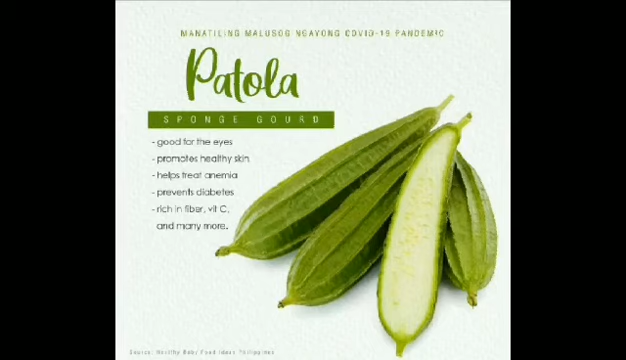 MANATILING MALUSOG NGAYONG COVID-19 PANDEMIC
Patola
SPONGE GOURD
- good for the eyes
- promotes healthy skin
- helps treat anemia
- prevents diabetes
- rich in fiber, vit C,
and many more.
Source: Healthy Baby Food Ideas Philippines